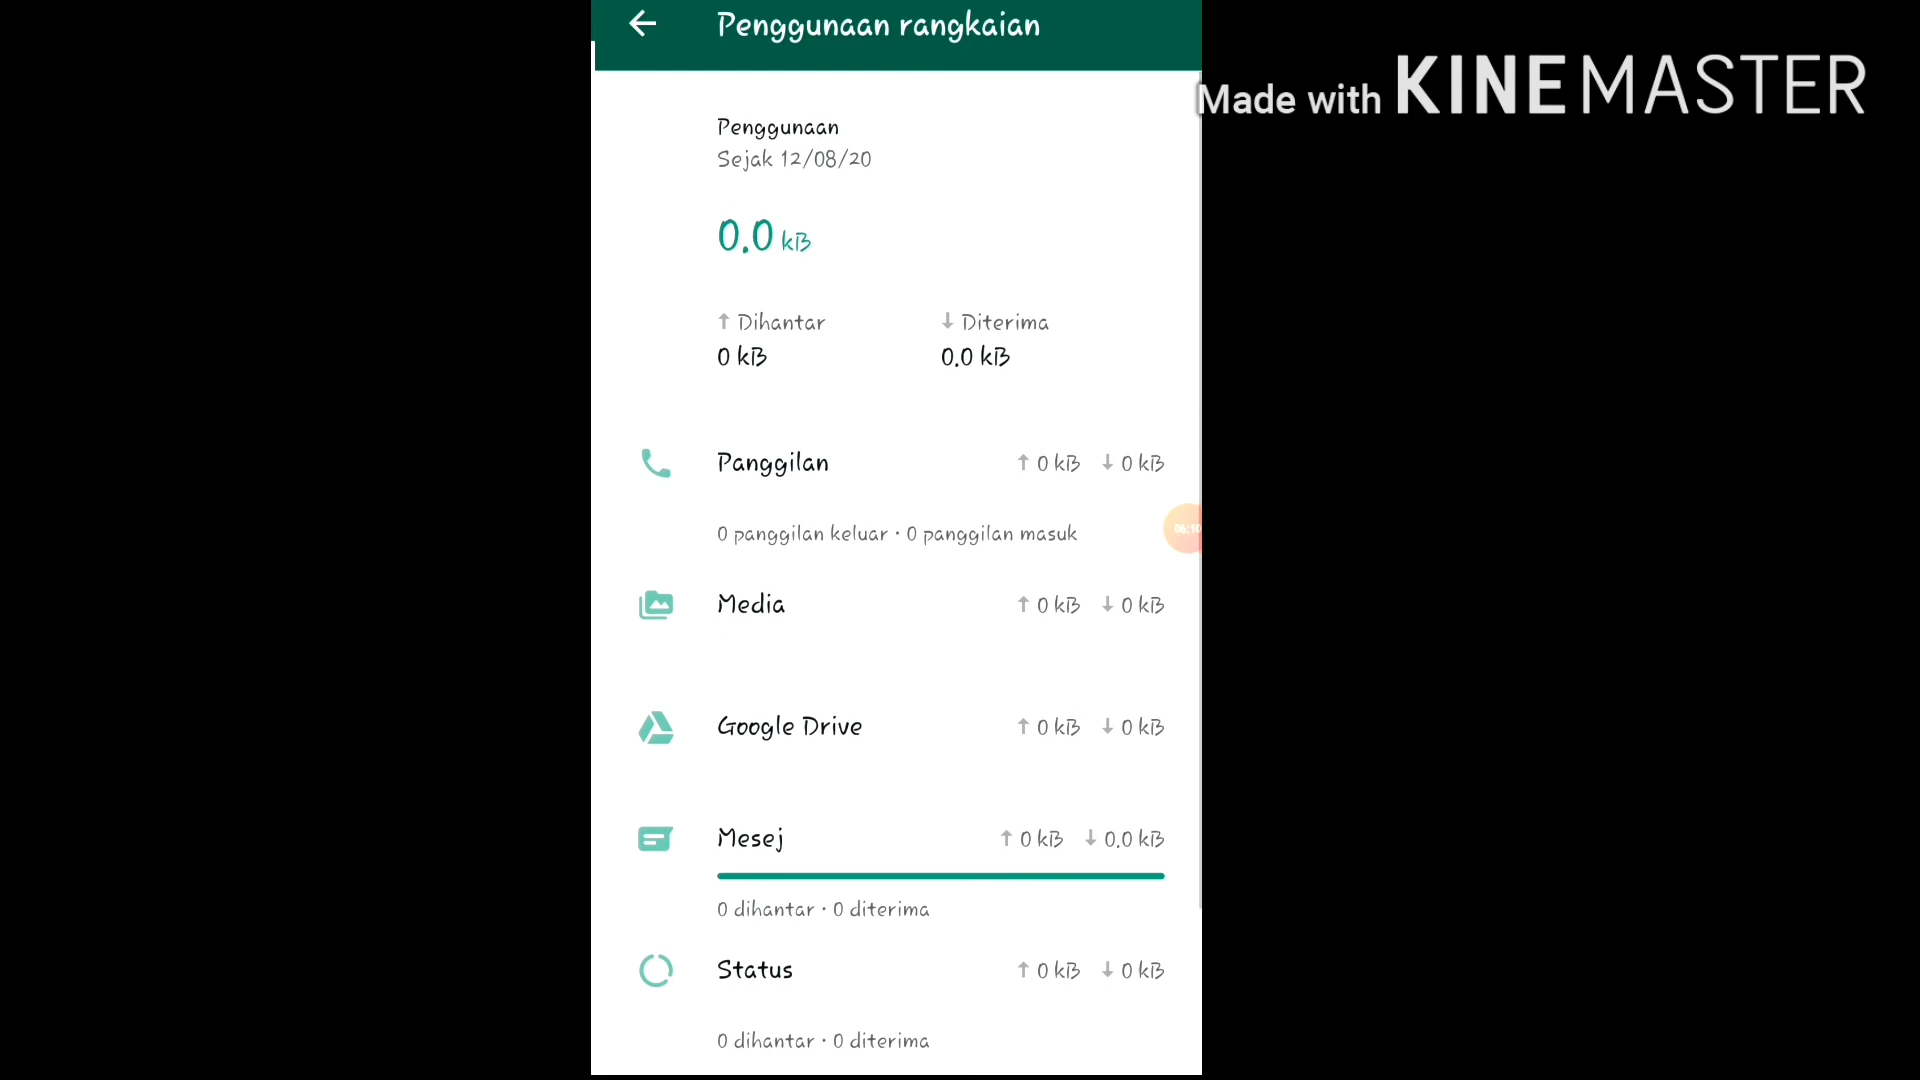 Penggunaan rangkaian
Made with KINEMASTER
Penggunaan
Sejak 12/08/20
0.0 kB
↑ Dihantar ↓ Diterima
0 kB 0.0 kB
Panggilan ↑ 0 kB ↓ 0 kB
0 panggilan keluar · 0 panggilan masuk
06:10
Media ↑ 0 kB ↓ 0 kB
Google Drive ↑ 0 kB ↓ 0 kB
Mesej ↑ 0 kB ↓ 0.0 kB
0 dihantar · 0 diterima
Status ↑ 0 kB ↓ 0 kB
0 dihantar · 0 diterima